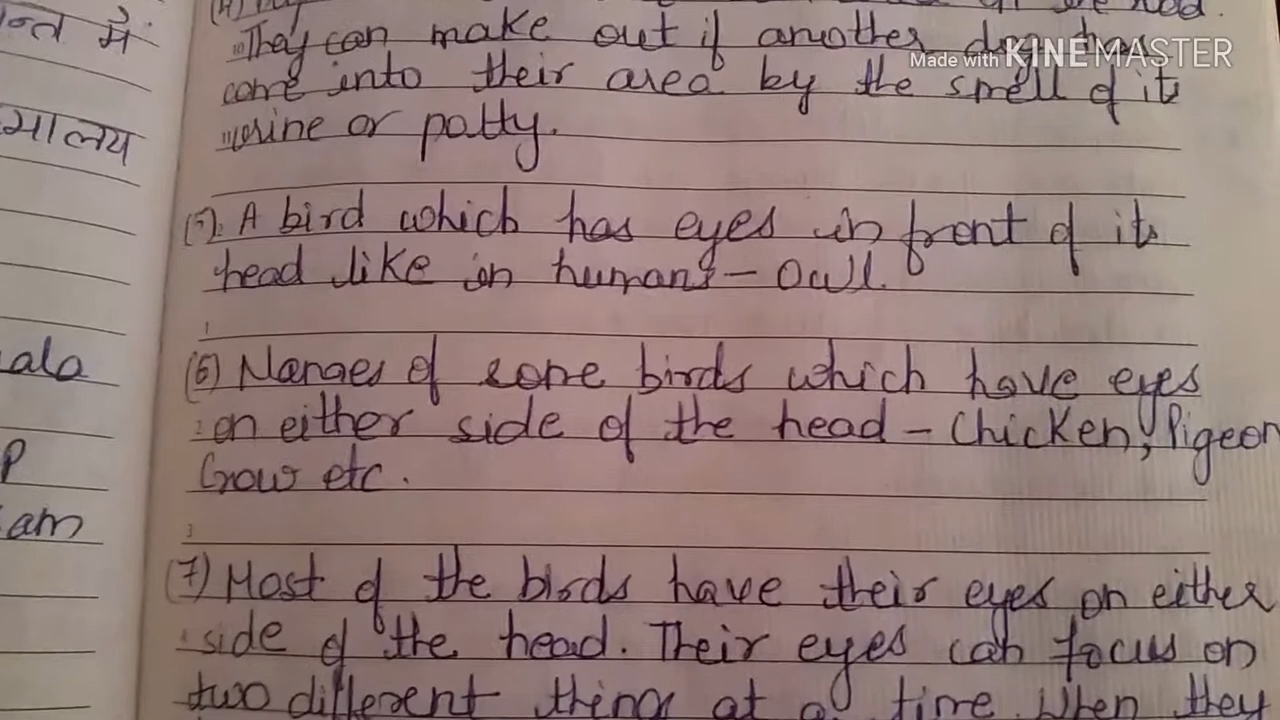 न्त में
मालय
ala
P
am
They can make out if another dog has
come into their area by the smell of its
urine or patty.
(5). A bird which has eyes in front of its
head like in humans - Owl.
(6) Names of some birds which have eyes
on either side of the head - Chicken, Pigeon
Crow etc.
(7) Most of the birds have their eyes on either
side of the head. Their eyes can focus on
two different things at a time. When they
Made with KINEMASTER